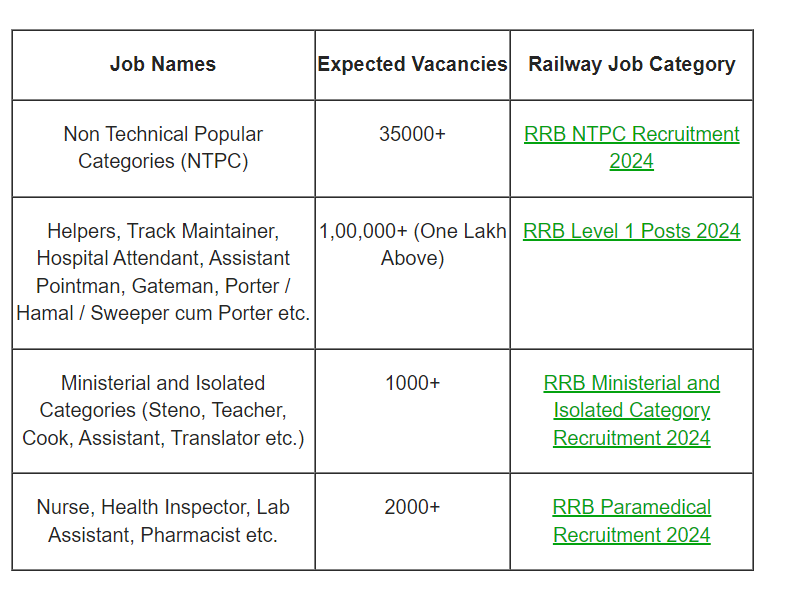 Job Names
Expected Vacancies
Railway Job Category
Non Technical Popular
Categories (NTPC)
35000+
RRB NTPC Recruitment
2024
Helpers, Track Maintainer,
Hospital Attendant, Assistant
Pointman, Gateman, Porter /
Hamal / Sweeper cum Porter etc.
1,00,000+ (One Lakh
Above)
RRB Level 1 Posts 2024
Ministerial and Isolated
Categories (Steno, Teacher,
Cook, Assistant, Translator etc.)
1000+
RRB Ministerial and
Isolated Category
Recruitment 2024
Nurse, Health Inspector, Lab
Assistant, Pharmacist etc.
2000+
RRB Paramedical
Recruitment 2024